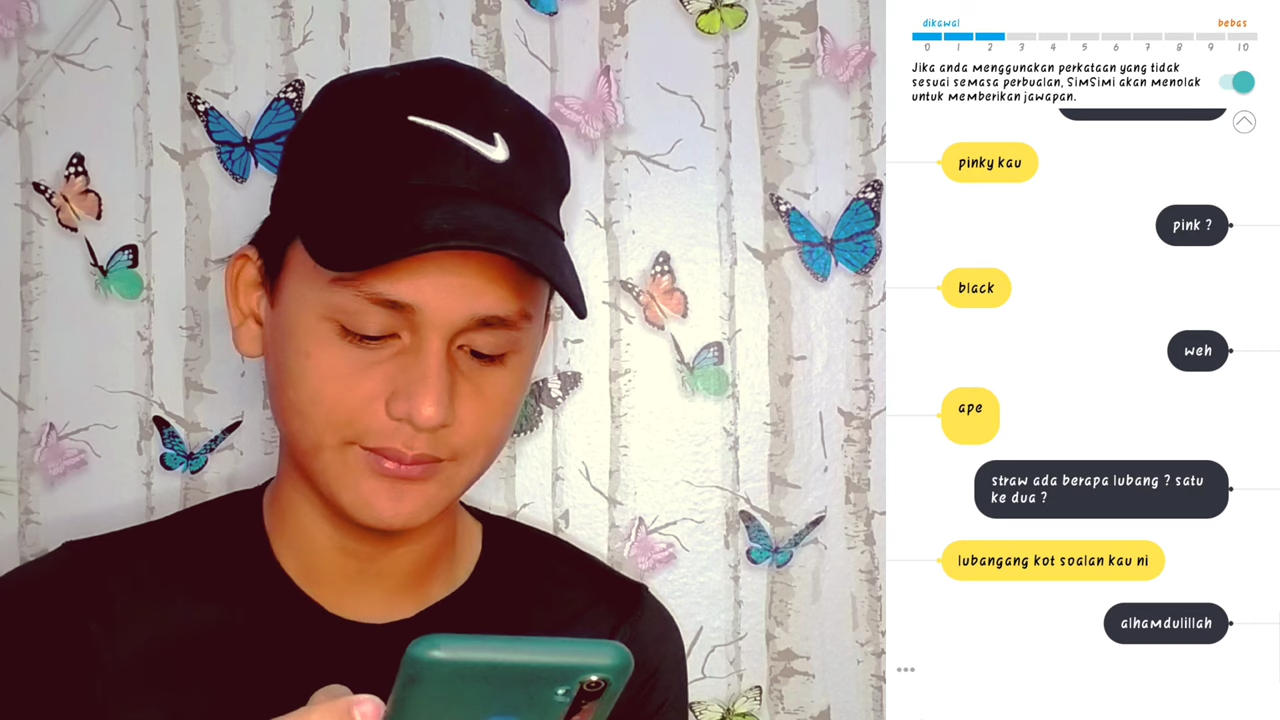 dikawal
bebas
0 1 2 3 4 5 6 7 8 9 10
Jika anda menggunakan perkataan yang tidak
sesuai semasa perbualan, SimSimi akan menolak
untuk memberikan jawapan.
pinky kau
pink ?
black
weh
ape
straw ada berapa lubang ? satu
ke dua ?
lubangang kot soalan kau ni
alhamdulillah